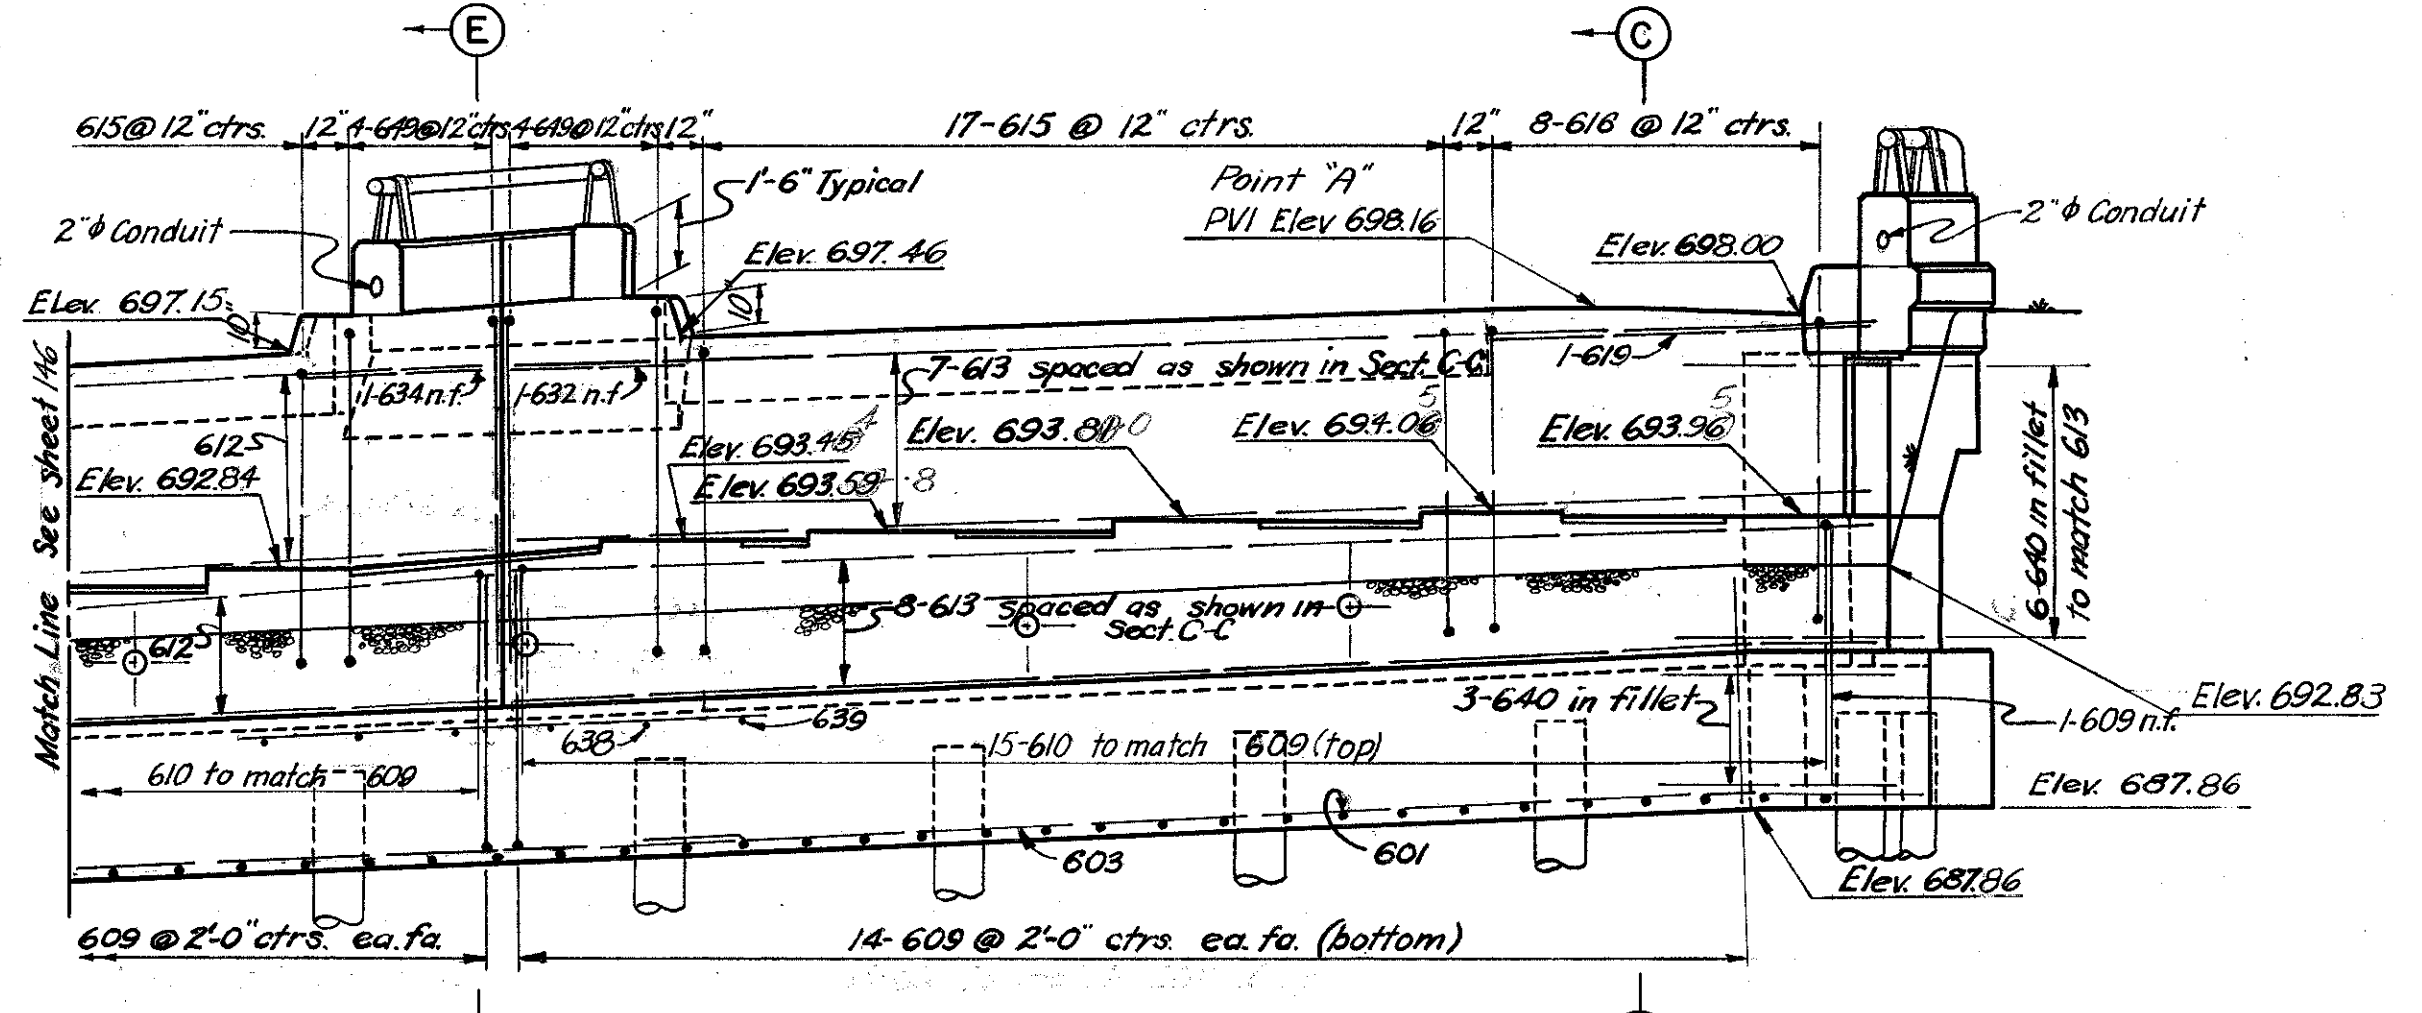 E
C
615@12"ctrs.
12"
4-649@12"ctrs
4-649@12"ctrs
12"
17-615 @ 12" ctrs.
12"
8-616 @ 12" ctrs.
1'-6" Typical
Point "A"
PVI Elev 698.16
2"φ Conduit
2"φ Conduit
Elev. 697.46
Elev. 698.00
Elev. 697.15
10"
10"
1-619
7-613 spaced as shown in Sect. C-C
1-634 n.f.
1-632 n.f.
612
Elev. 692.84
Elev. 693.45
Elev. 693.59
.8
Elev. 693.8
0
Elev. 694.06
5
Elev. 693.96
5
6-640 in fillet
to match 613
Match Line See sheet 146
8-613 spaced as shown in
Sect. C-C
612
3-640 in fillet
Elev. 692.83
1-609 n.f.
639
638
15-610 to match 609 (top)
610 to match 609
Elev. 687.86
603
601
Elev. 687.86
609 @ 2'-0" ctrs. ea. fa.
14-609 @ 2'-0" ctrs. ea. fa. (bottom)